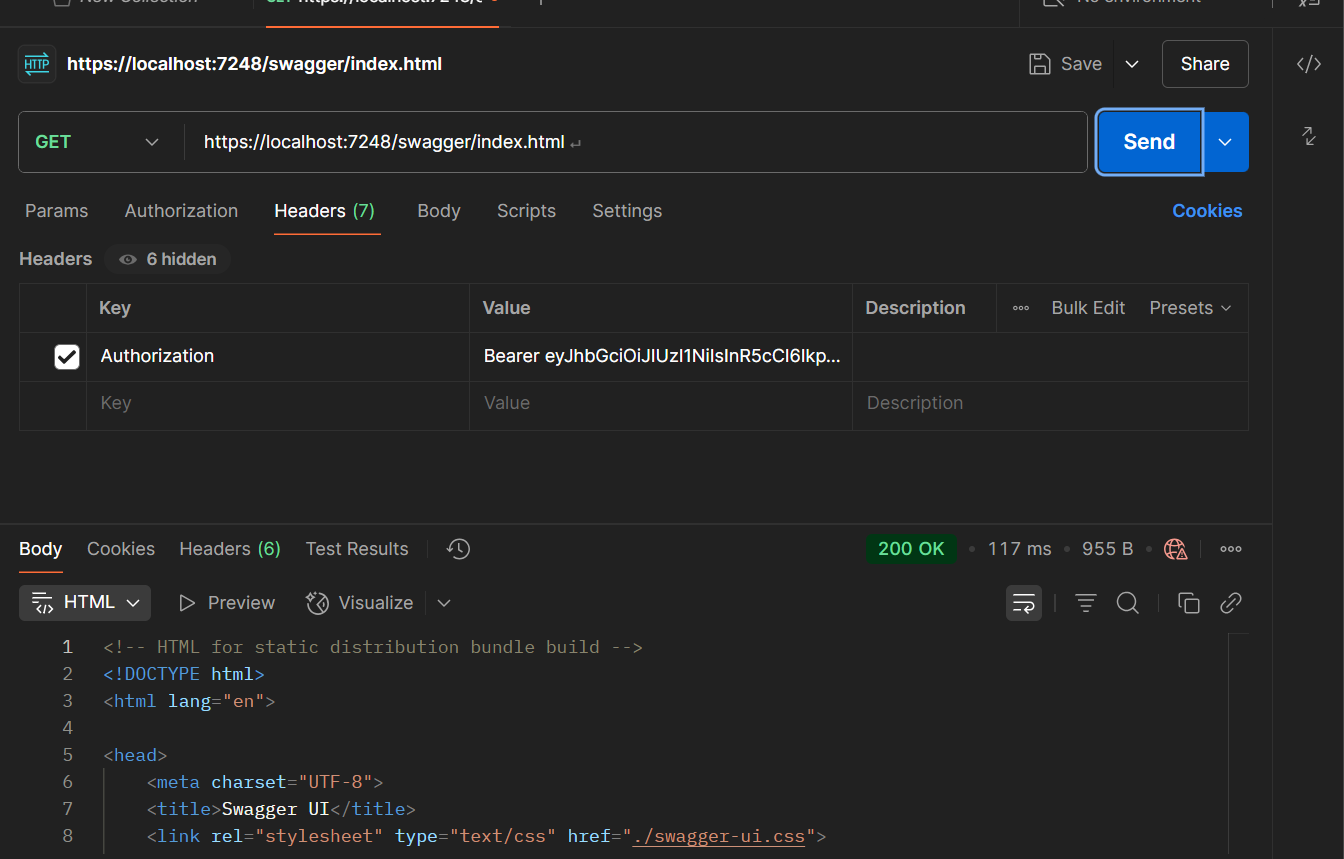 HTTP https://localhost:7248/swagger/index.html Save Share
GET https://localhost:7248/swagger/index.html Send
Params Authorization Headers (7) Body Scripts Settings Cookies
Headers 6 hidden
Key Value Description Bulk Edit Presets
Authorization Bearer eyJhbGciOiJIUzI1NiIsInR5cCI6Ikp...
Key Value Description
Body Cookies Headers (6) Test Results 200 OK • 117 ms • 955 B
HTML Preview Visualize
1 <!-- HTML for static distribution bundle build -->
2 <!DOCTYPE html>
3 <html lang="en">
4
5 <head>
6 <meta charset="UTF-8">
7 <title>Swagger UI</title>
8 <link rel="stylesheet" type="text/css" href="./swagger-ui.css">